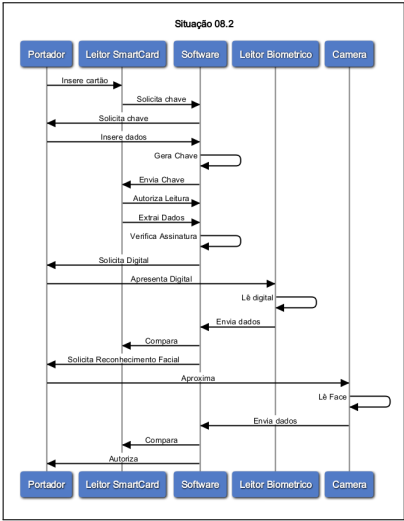 Situação 08.2
Portador Leitor SmartCard Software Leitor Biometrico Camera
Insere cartão
Solicita chave
Solicita chave
Insere dados
Gera Chave
Envia Chave
Autoriza Leitura
Extrai Dados
Verifica Assinatura
Solicita Digital
Apresenta Digital
Lê digital
Envia dados
Compara
Solicita Reconhecimento Facial
Aproxima
Lê Face
Envia dados
Compara
Autoriza
Portador Leitor SmartCard Software Leitor Biometrico Camera